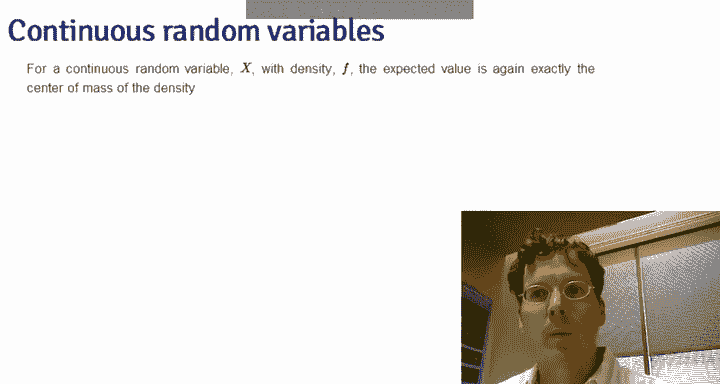 Continuous random variables
For a continuous random variable, X, with density, f, the expected value is again exactly the
center of mass of the density